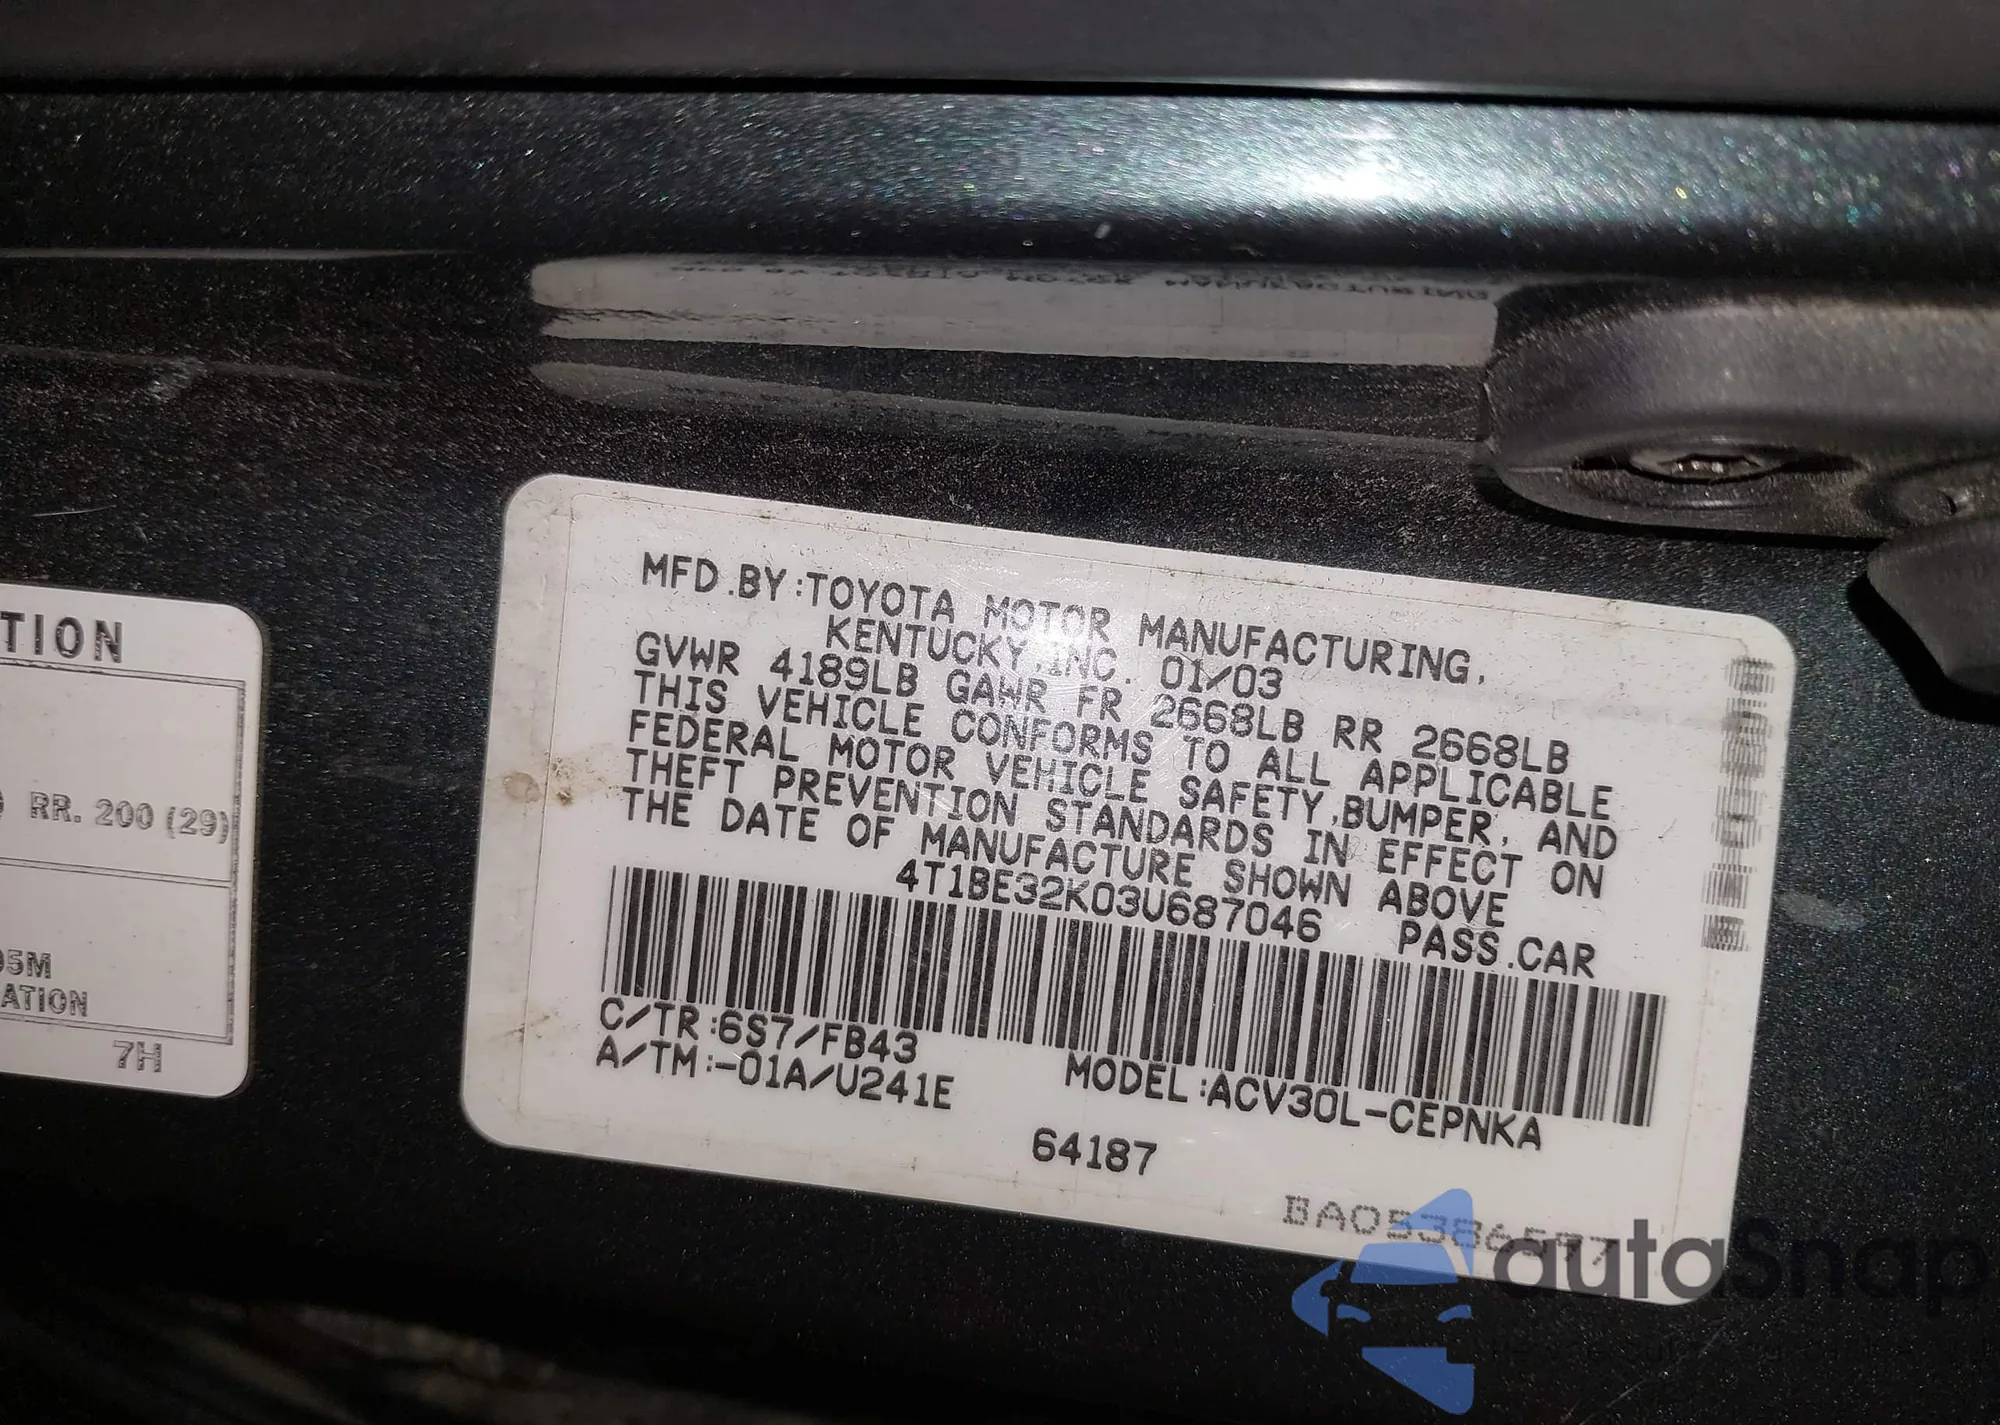 TION
RR. 200 (29)
05M
ATION
7H
MFD.BY:TOYOTA MOTOR MANUFACTURING,
KENTUCKY,INC. 01/03
GVWR 4189LB GAWR FR 2668LB RR 2668LB
THIS VEHICLE CONFORMS TO ALL APPLICABLE
FEDERAL MOTOR VEHICLE SAFETY,BUMPER, AND
THEFT PREVENTION STANDARDS IN EFFECT ON
THE DATE OF MANUFACTURE SHOWN ABOVE
4T1BE32K03U687046 PASS.CAR
C/TR:6S7/FB43
A/TM:-01A/U241E MODEL:ACV30L-CEPNKA
64187
BA05386597
autaSnap